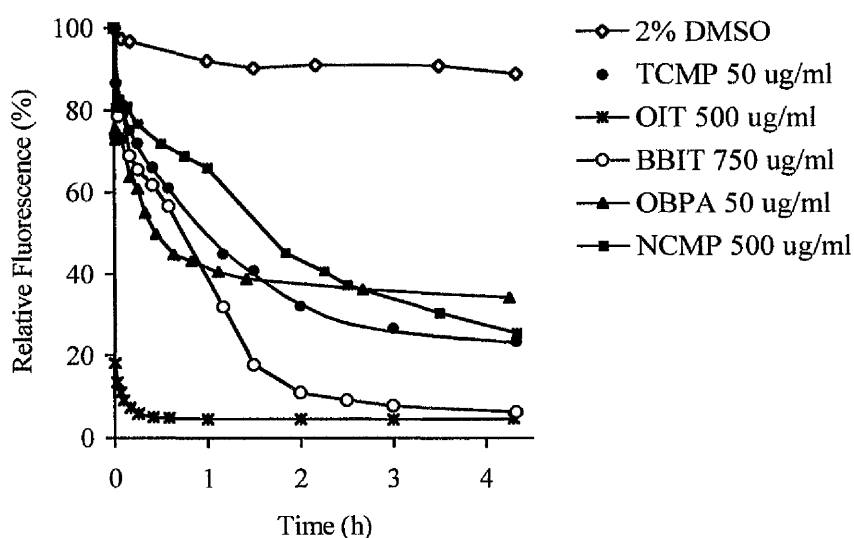 Relative Fluorescence (%)
100
80
60
40
20
0
0 1 2 3 4
Time (h)
2% DMSO
TCMP 50 ug/ml
OIT 500 ug/ml
BBIT 750 ug/ml
OBPA 50 ug/ml
NCMP 500 ug/ml